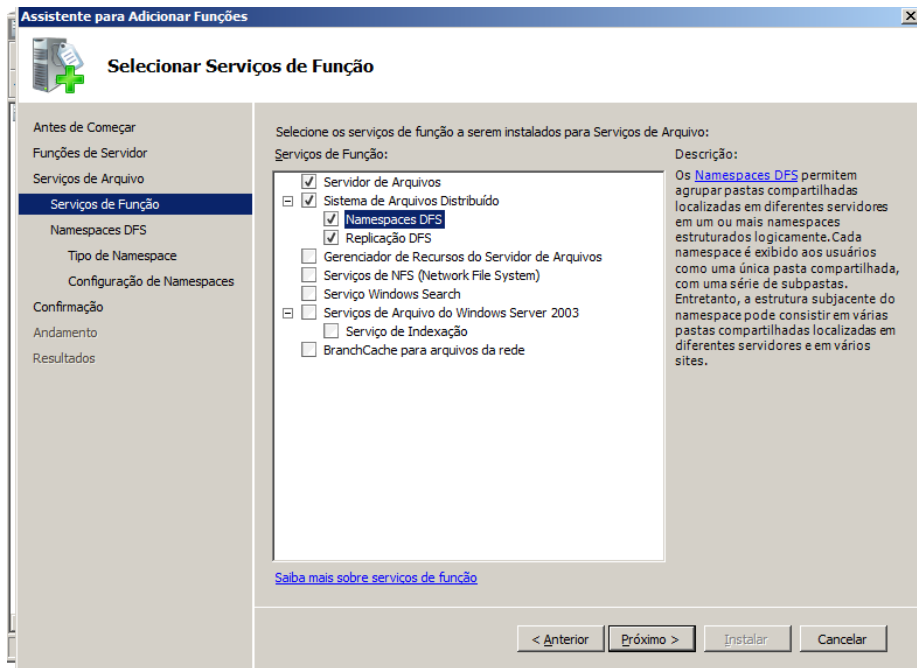 Assistente para Adicionar Funções
Selecionar Serviços de Função
Antes de Começar
Funções de Servidor
Serviços de Arquivo
Serviços de Função
Namespaces DFS
Tipo de Namespace
Configuração de Namespaces
Confirmação
Andamento
Resultados
Selecione os serviços de função a serem instalados para Serviços de Arquivo:
Serviços de Função:
Servidor de Arquivos
Sistema de Arquivos Distribuído
Namespaces DFS
Replicação DFS
Gerenciador de Recursos do Servidor de Arquivos
Serviços de NFS (Network File System)
Serviço Windows Search
Serviços de Arquivo do Windows Server 2003
Serviço de Indexação
BranchCache para arquivos da rede
Saiba mais sobre serviços de função
Descrição:
Os Namespaces DFS permitem
agrupar pastas compartilhadas
localizadas em diferentes servidores
em um ou mais namespaces
estruturados logicamente. Cada
namespace é exibido aos usuários
como uma única pasta compartilhada,
com uma série de subpastas.
Entretanto, a estrutura subjacente do
namespace pode consistir em várias
pastas compartilhadas localizadas em
diferentes servidores e em vários
sites.
< Anterior
Próximo >
Instalar
Cancelar